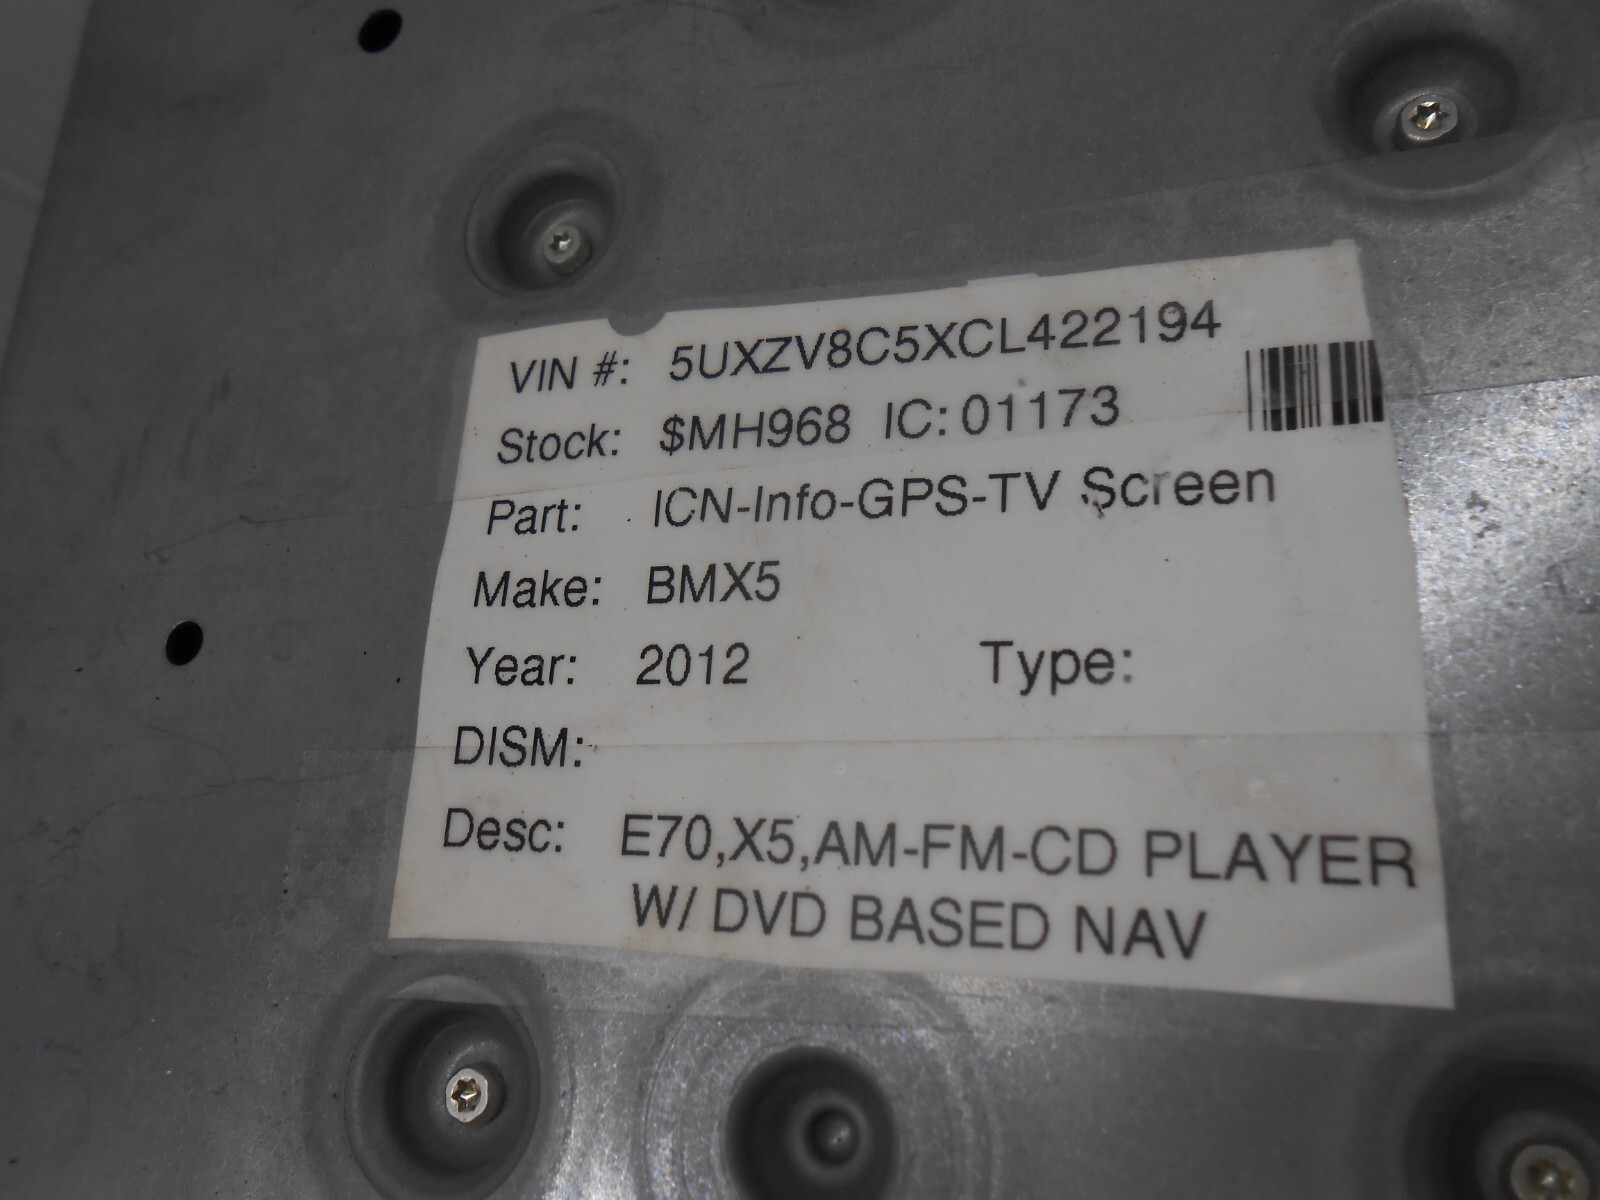 VIN #: 5UXZV8C5XCL422194
Stock: $MH968 IC: 01173
Part: ICN-Info-GPS-TV Screen
Make: BMX5
Year: 2012 Type:
DISM:
Desc: E70,X5,AM-FM-CD PLAYER
W/ DVD BASED NAV